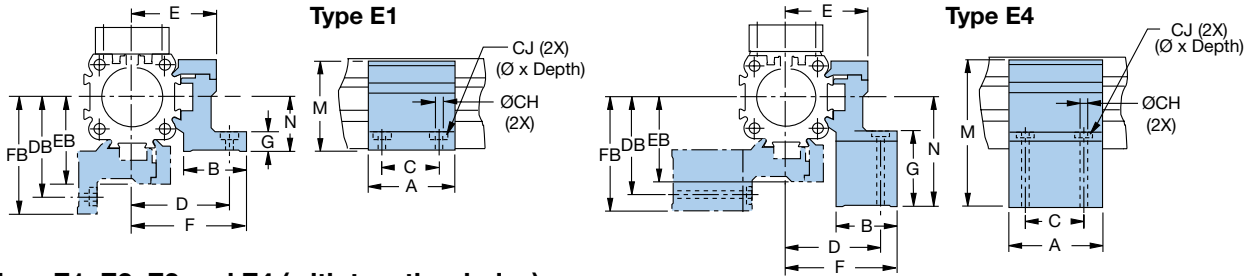 Type E1
E
CJ (2X)
(Ø x Depth)
ØCH
(2X)
M
N
G
FB
DB
EB
B
C
A
D
F
Type E4
E
CJ (2X)
(Ø x Depth)
ØCH
(2X)
M
N
G
FB
DB
EB
B
C
A
D
F